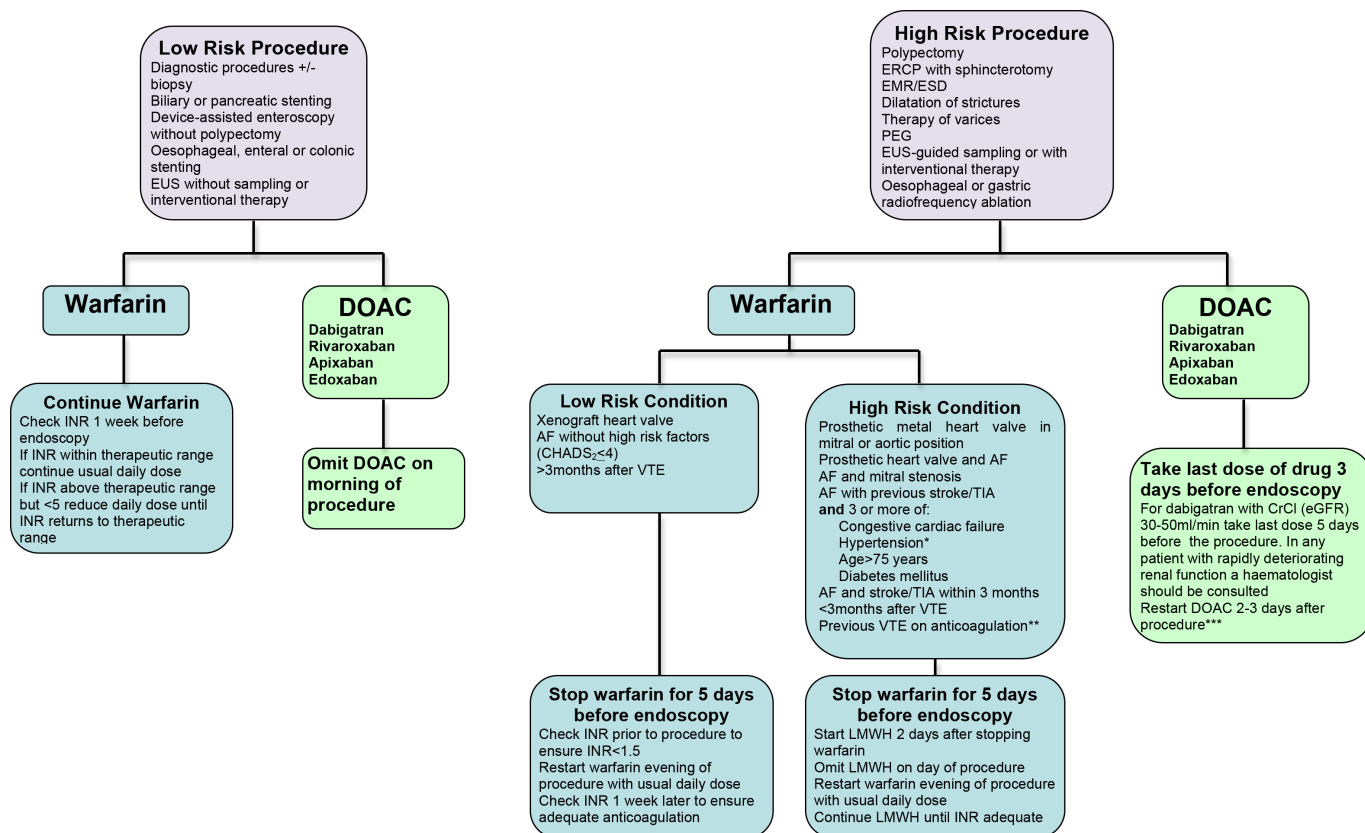 Low Risk Procedure
Diagnostic procedures +/-
biopsy
Biliary or pancreatic stenting
Device-assisted enteroscopy
without polypectomy
Oesophageal, enteral or colonic
stenting
EUS without sampling or
interventional therapy
High Risk Procedure
Polypectomy
ERCP with sphincterotomy
EMR/ESD
Dilatation of strictures
Therapy of varices
PEG
EUS-guided sampling or with
interventional therapy
Oesophageal or gastric
radiofrequency ablation
Warfarin
DOAC
Dabigatran
Rivaroxaban
Apixaban
Edoxaban
Warfarin
DOAC
Dabigatran
Rivaroxaban
Apixaban
Edoxaban
Continue Warfarin
Check INR 1 week before
endoscopy
If INR within therapeutic range
continue usual daily dose
If INR above therapeutic range
but <5 reduce daily dose until
INR returns to therapeutic
range
Omit DOAC on
morning of
procedure
Low Risk Condition
Xenograft heart valve
AF without high risk factors
(CHADS₂≤4)
>3months after VTE
High Risk Condition
Prosthetic metal heart valve in
mitral or aortic position
Prosthetic heart valve and AF
AF and mitral stenosis
AF with previous stroke/TIA
and 3 or more of:
Congestive cardiac failure
Hypertension*
Age>75 years
Diabetes mellitus
AF and stroke/TIA within 3 months
<3months after VTE
Previous VTE on anticoagulation**
Take last dose of drug 3
days before endoscopy
For dabigatran with CrCl (eGFR)
30-50ml/min take last dose 5 days
before the procedure. In any
patient with rapidly deteriorating
renal function a haematologist
should be consulted
Restart DOAC 2-3 days after
procedure***
Stop warfarin for 5 days
before endoscopy
Check INR prior to procedure to
ensure INR<1.5
Restart warfarin evening of
procedure with usual daily dose
Check INR 1 week later to ensure
adequate anticoagulation
Stop warfarin for 5 days
before endoscopy
Start LMWH 2 days after stopping
warfarin
Omit LMWH on day of procedure
Restart warfarin evening of procedure
with usual daily dose
Continue LMWH until INR adequate